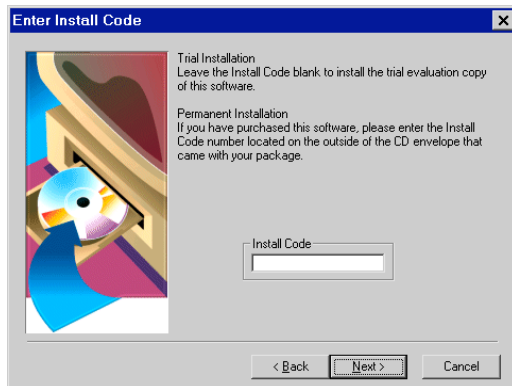 Enter Install Code
Trial Installation
Leave the Install Code blank to install the trial evaluation copy
of this software.
Permanent Installation
If you have purchased this software, please enter the Install
Code number located on the outside of the CD envelope that
came with your package.
Install Code
< Back
Next >
Cancel